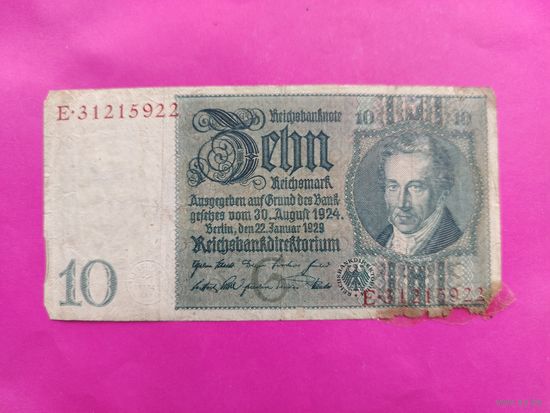 E·31215922
Reichsbanknote
Zehn
Reichsmark
Ausgegeben auf Grund des Bank-
gesetzes vom 30. August 1924.
Berlin, den 22. Januar 1929
Reichsbankdirektorium
10
10 10
REICHSBANKDIREKTORIUM
G
E·31215922